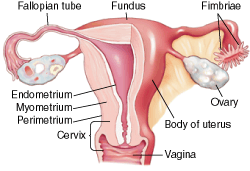 Fallopian tube
Fundus
Fimbriae
Endometrium
Myometrium
Perimetrium
Cervix
Ovary
Body of uterus
Vagina